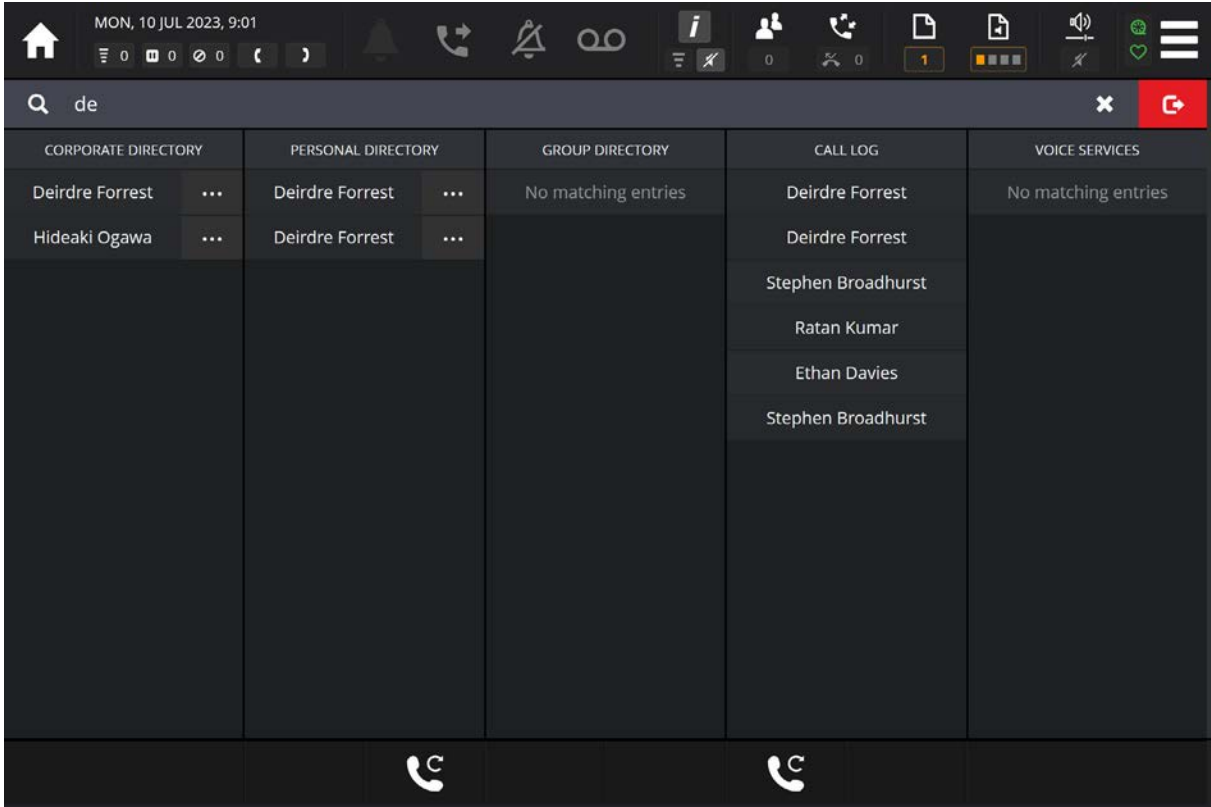 MON, 10 JUL 2023, 9:01
0 0 0
i
0
0
1
de
CORPORATE DIRECTORY PERSONAL DIRECTORY GROUP DIRECTORY CALL LOG VOICE SERVICES
Deirdre Forrest ... Deirdre Forrest ... No matching entries Deirdre Forrest No matching entries
Hideaki Ogawa ... Deirdre Forrest ... Deirdre Forrest
Stephen Broadhurst
Ratan Kumar
Ethan Davies
Stephen Broadhurst